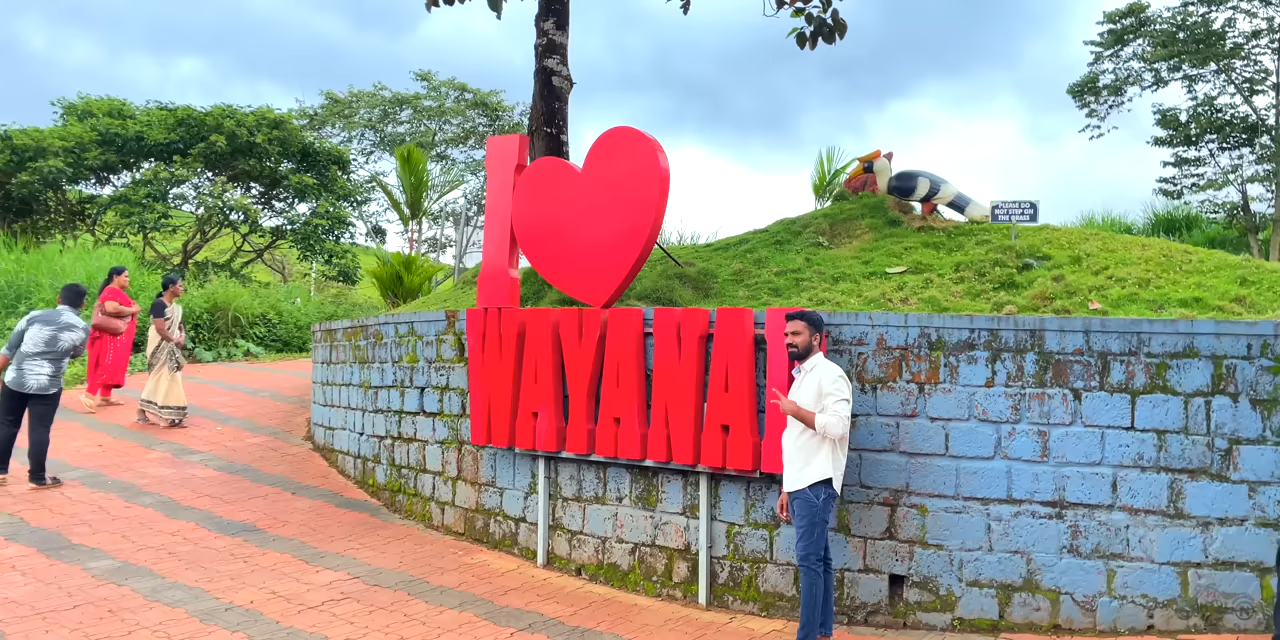 I
WAYANA
PLEASE DO
NOT STEP ON
THE GRASS